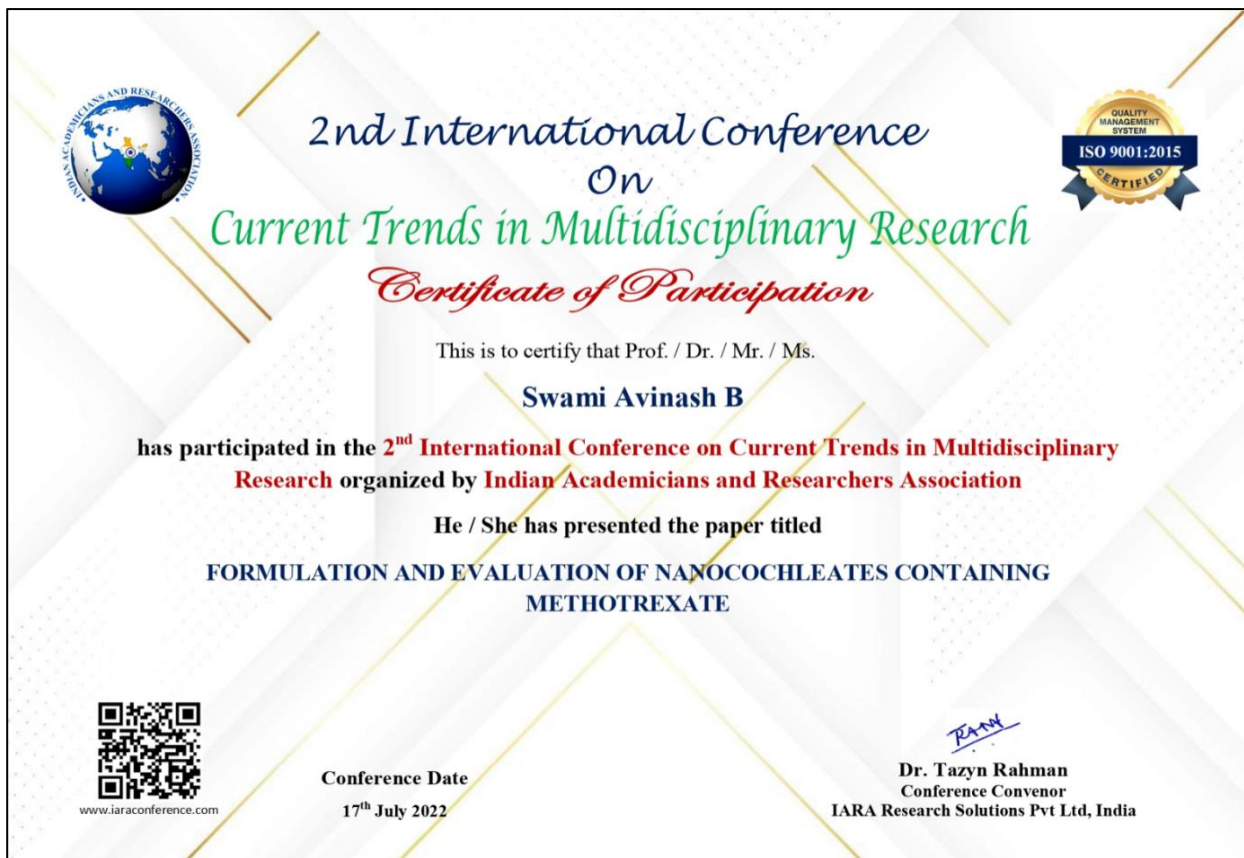 INDIAN ACADEMICIANS AND RESEARCHERS ASSOCIATION
QUALITY
MANAGEMENT
SYSTEM
ISO 9001:2015
CERTIFIED
2nd International Conference
On
Current Trends in Multidisciplinary Research
Certificate of Participation
This is to certify that Prof. / Dr. / Mr. / Ms.
Swami Avinash B
has participated in the 2nd International Conference on Current Trends in Multidisciplinary
Research organized by Indian Academicians and Researchers Association
He / She has presented the paper titled
FORMULATION AND EVALUATION OF NANOCOCHLEATES CONTAINING
METHOTREXATE
www.iaraconference.com
Conference Date
17th July 2022
Dr. Tazyn Rahman
Conference Convenor
IARA Research Solutions Pvt Ltd, India